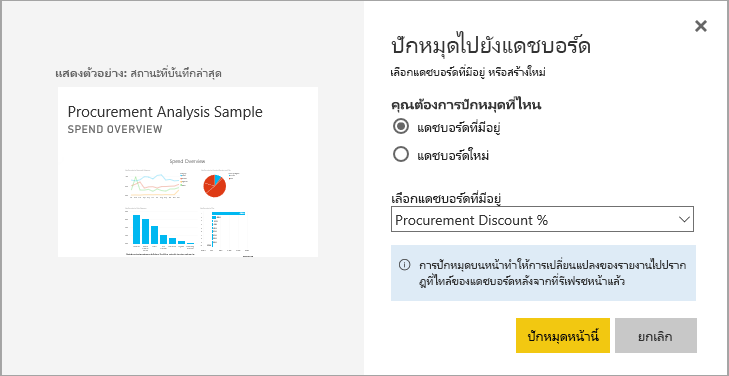 แสดงตัวอย่าง: สถานะที่บันทึกล่าสุด
Procurement Analysis Sample
SPEND OVERVIEW
Spend Overview
ปักหมุดไปยังแดชบอร์ด
เลือกแดชบอร์ดที่มีอยู่ หรือสร้างใหม่
คุณต้องการปักหมุดที่ไหน
แดชบอร์ดที่มีอยู่
แดชบอร์ดใหม่
เลือกแดชบอร์ดที่มีอยู่
Procurement Discount %
การปักหมุดบนหน้าทำให้การเปลี่ยนแปลงของรายงานไปปราก
ฏที่ไทล์ของแดชบอร์ดหลังจากที่รีเฟรชหน้าแล้ว
ปักหมุดหน้านี้
ยกเลิก